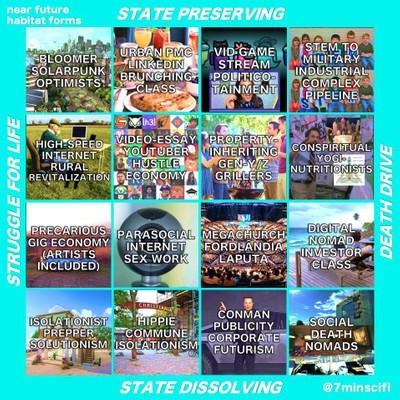 near future
habitat forms
STATE PRESERVING
BLOOMER
SOLARPUNK
OPTIMISTS
URBAN PMC
LINKEDIN
BRUNCHING
CLASS
VID-GAME
STREAM
POLITICO-
TAINMENT
STEM TO
MILITARY
INDUSTRIAL
COMPLEX
PIPELINE
STRUGGLE FOR LIFE
HIGH-SPEED
INTERNET
RURAL
REVITALIZATION
VIDEO-ESSAY
YOUTUBER
HUSTLE
ECONOMY
PROPERTY-
INHERITING
GEN-Y/Z
GRILLERS
CONSPIRITUAL
YOGI-
NUTRITIONISTS
DEATH DRIVE
PRECARIOUS
GIG ECONOMY
(ARTISTS
INCLUDED)
PARASOCIAL
INTERNET
SEX WORK
MEGACHURCH
FORDLANDIA
LAPUTA
DIGITAL
NOMAD
INVESTOR
CLASS
ISOLATIONIST
PREPPER
SOLUTIONISM
HIPPIE
COMMUNE
ISOLATIONISM
CONMAN
PUBLICITY
CORPORATE
FUTURISM
SOCIAL
DEATH
NOMADS
STATE DISSOLVING
@7minscifi